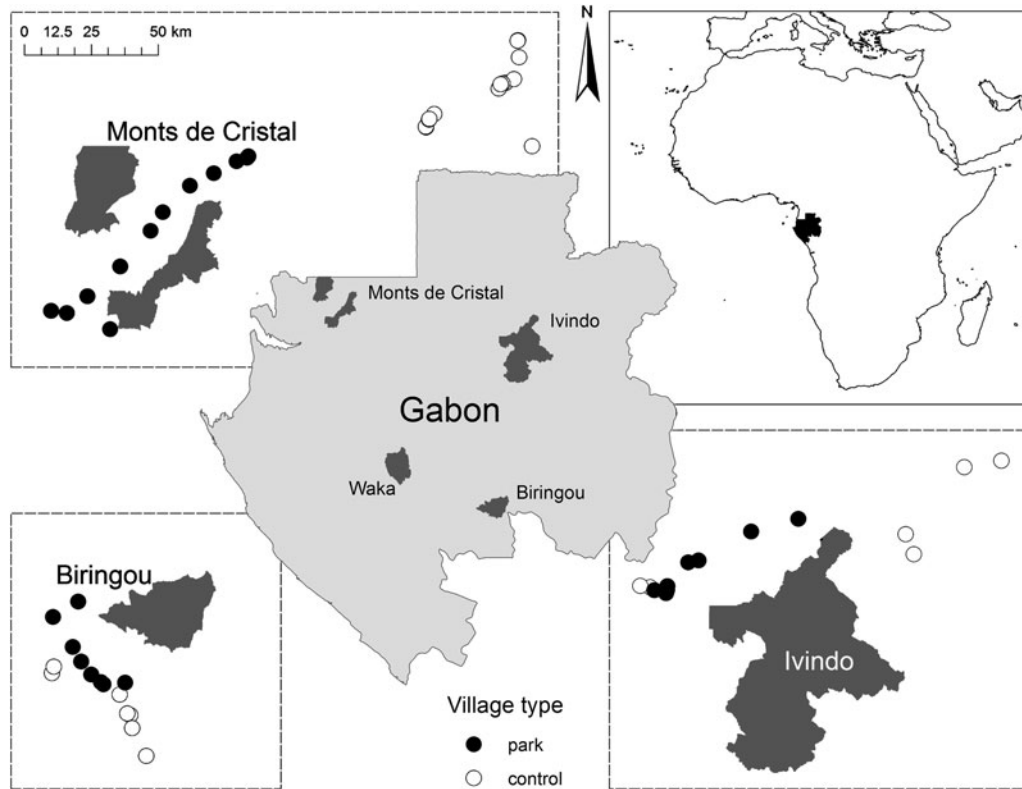 0 12.5 25 50 km
N
Monts de Cristal
Monts de Cristal
Ivindo
Gabon
Waka
Biringou
Biringou
Ivindo
Village type
park
control